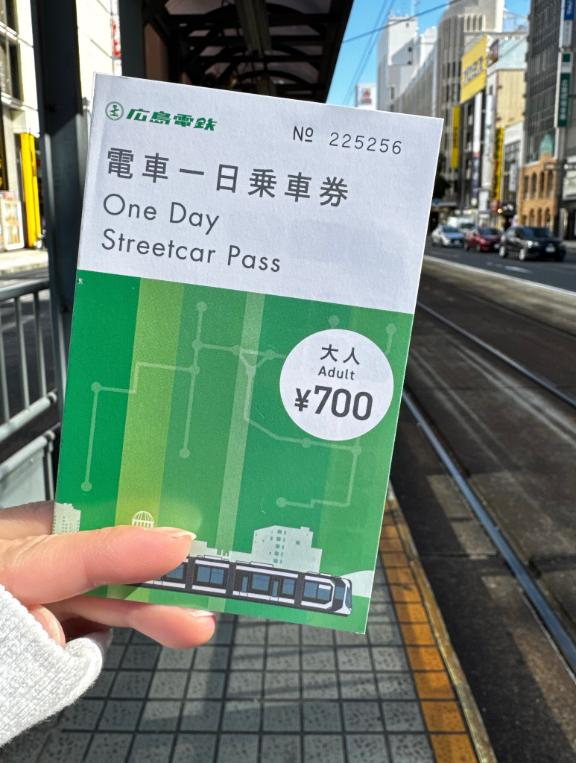 広島電鉄
№ 225256
電車一日乗車券
One Day
Streetcar Pass
大人
Adult
¥700